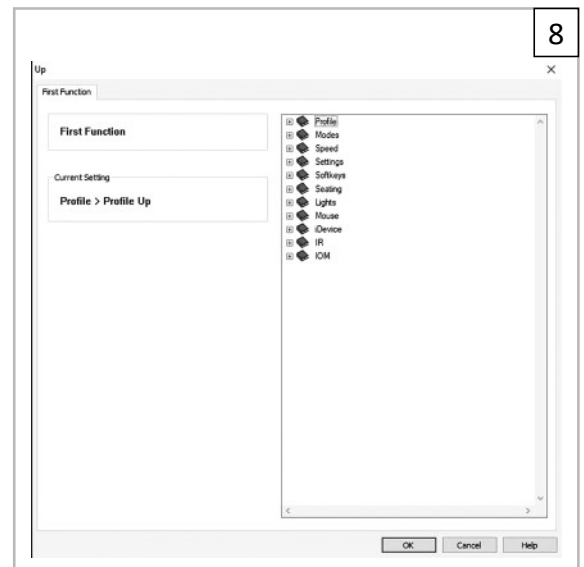 8
Up
First Function
First Function
Current Setting
Profile > Profile Up
Profile
Modes
Speed
Settings
Softkeys
Seating
Lights
Mouse
iDevice
IR
IOM
OK Cancel Help